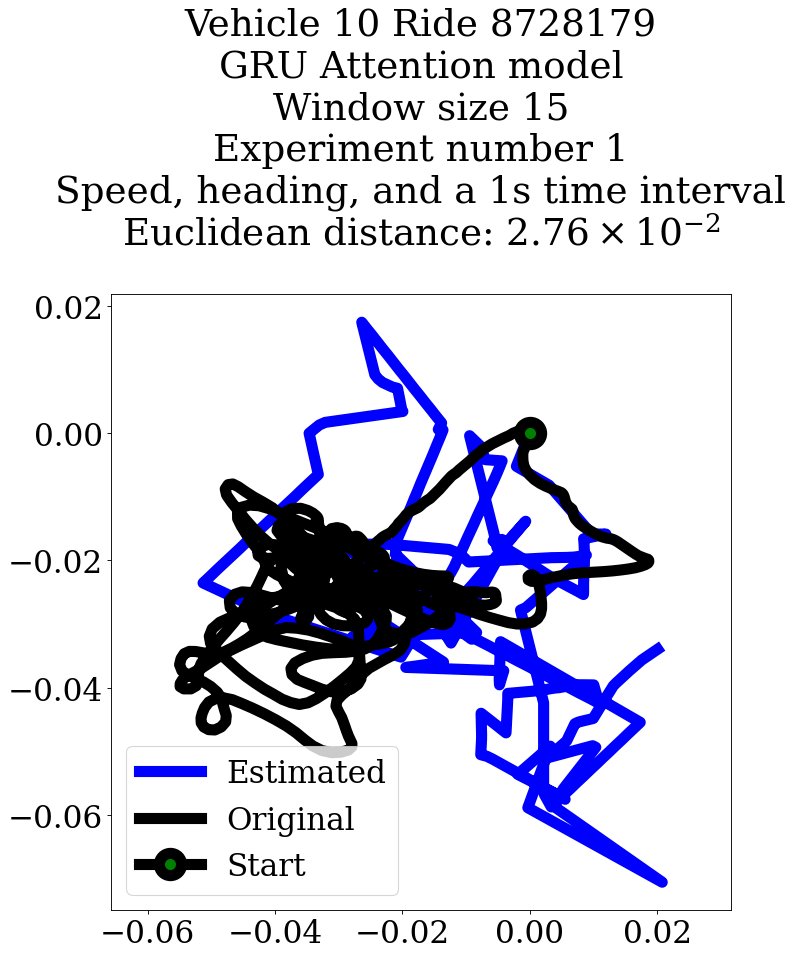 Vehicle 10 Ride 8728179
GRU Attention model
Window size 15
Experiment number 1
Speed, heading, and a 1s time interval
Euclidean distance: 2.76 × 10⁻²
0.02
0.00
−0.02
−0.04
−0.06
Estimated
Original
Start
−0.06 −0.04 −0.02 0.00 0.02